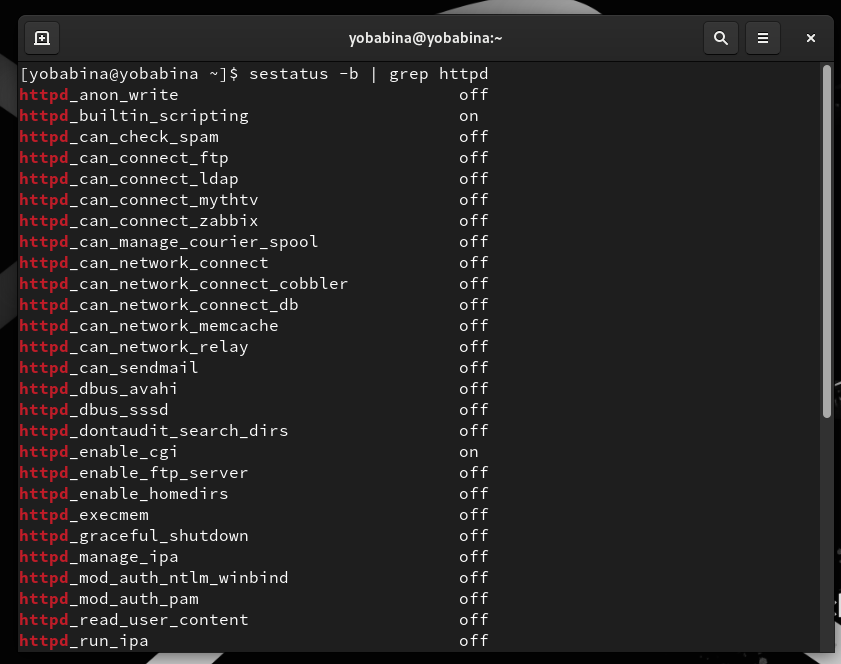 yobabina@yobabina:~
[yobabina@yobabina ~]$ sestatus -b | grep httpd
httpd_anon_write off
httpd_builtin_scripting on
httpd_can_check_spam off
httpd_can_connect_ftp off
httpd_can_connect_ldap off
httpd_can_connect_mythtv off
httpd_can_connect_zabbix off
httpd_can_manage_courier_spool off
httpd_can_network_connect off
httpd_can_network_connect_cobbler off
httpd_can_network_connect_db off
httpd_can_network_memcache off
httpd_can_network_relay off
httpd_can_sendmail off
httpd_dbus_avahi off
httpd_dbus_sssd off
httpd_dontaudit_search_dirs off
httpd_enable_cgi on
httpd_enable_ftp_server off
httpd_enable_homedirs off
httpd_execmem off
httpd_graceful_shutdown off
httpd_manage_ipa off
httpd_mod_auth_ntlm_winbind off
httpd_mod_auth_pam off
httpd_read_user_content off
httpd_run_ipa off